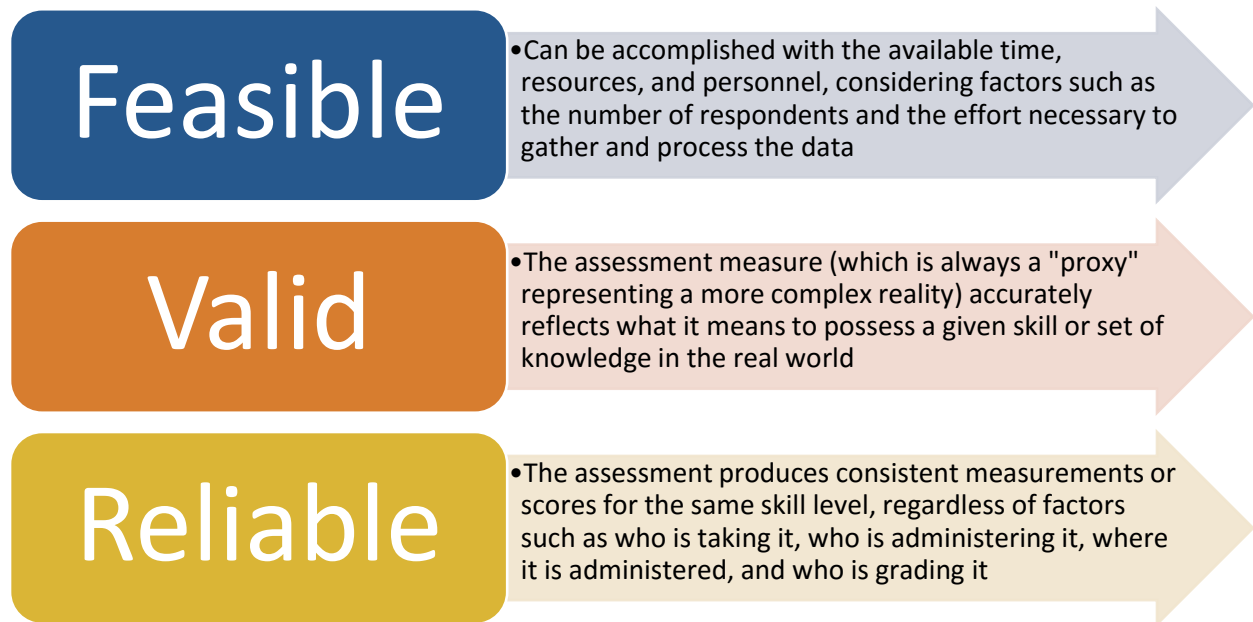 Feasible
•Can be accomplished with the available time,
resources, and personnel, considering factors such as
the number of respondents and the effort necessary to
gather and process the data
Valid
•The assessment measure (which is always a "proxy"
representing a more complex reality) accurately
reflects what it means to possess a given skill or set of
knowledge in the real world
Reliable
•The assessment produces consistent measurements or
scores for the same skill level, regardless of factors
such as who is taking it, who is administering it, where
it is administered, and who is grading it